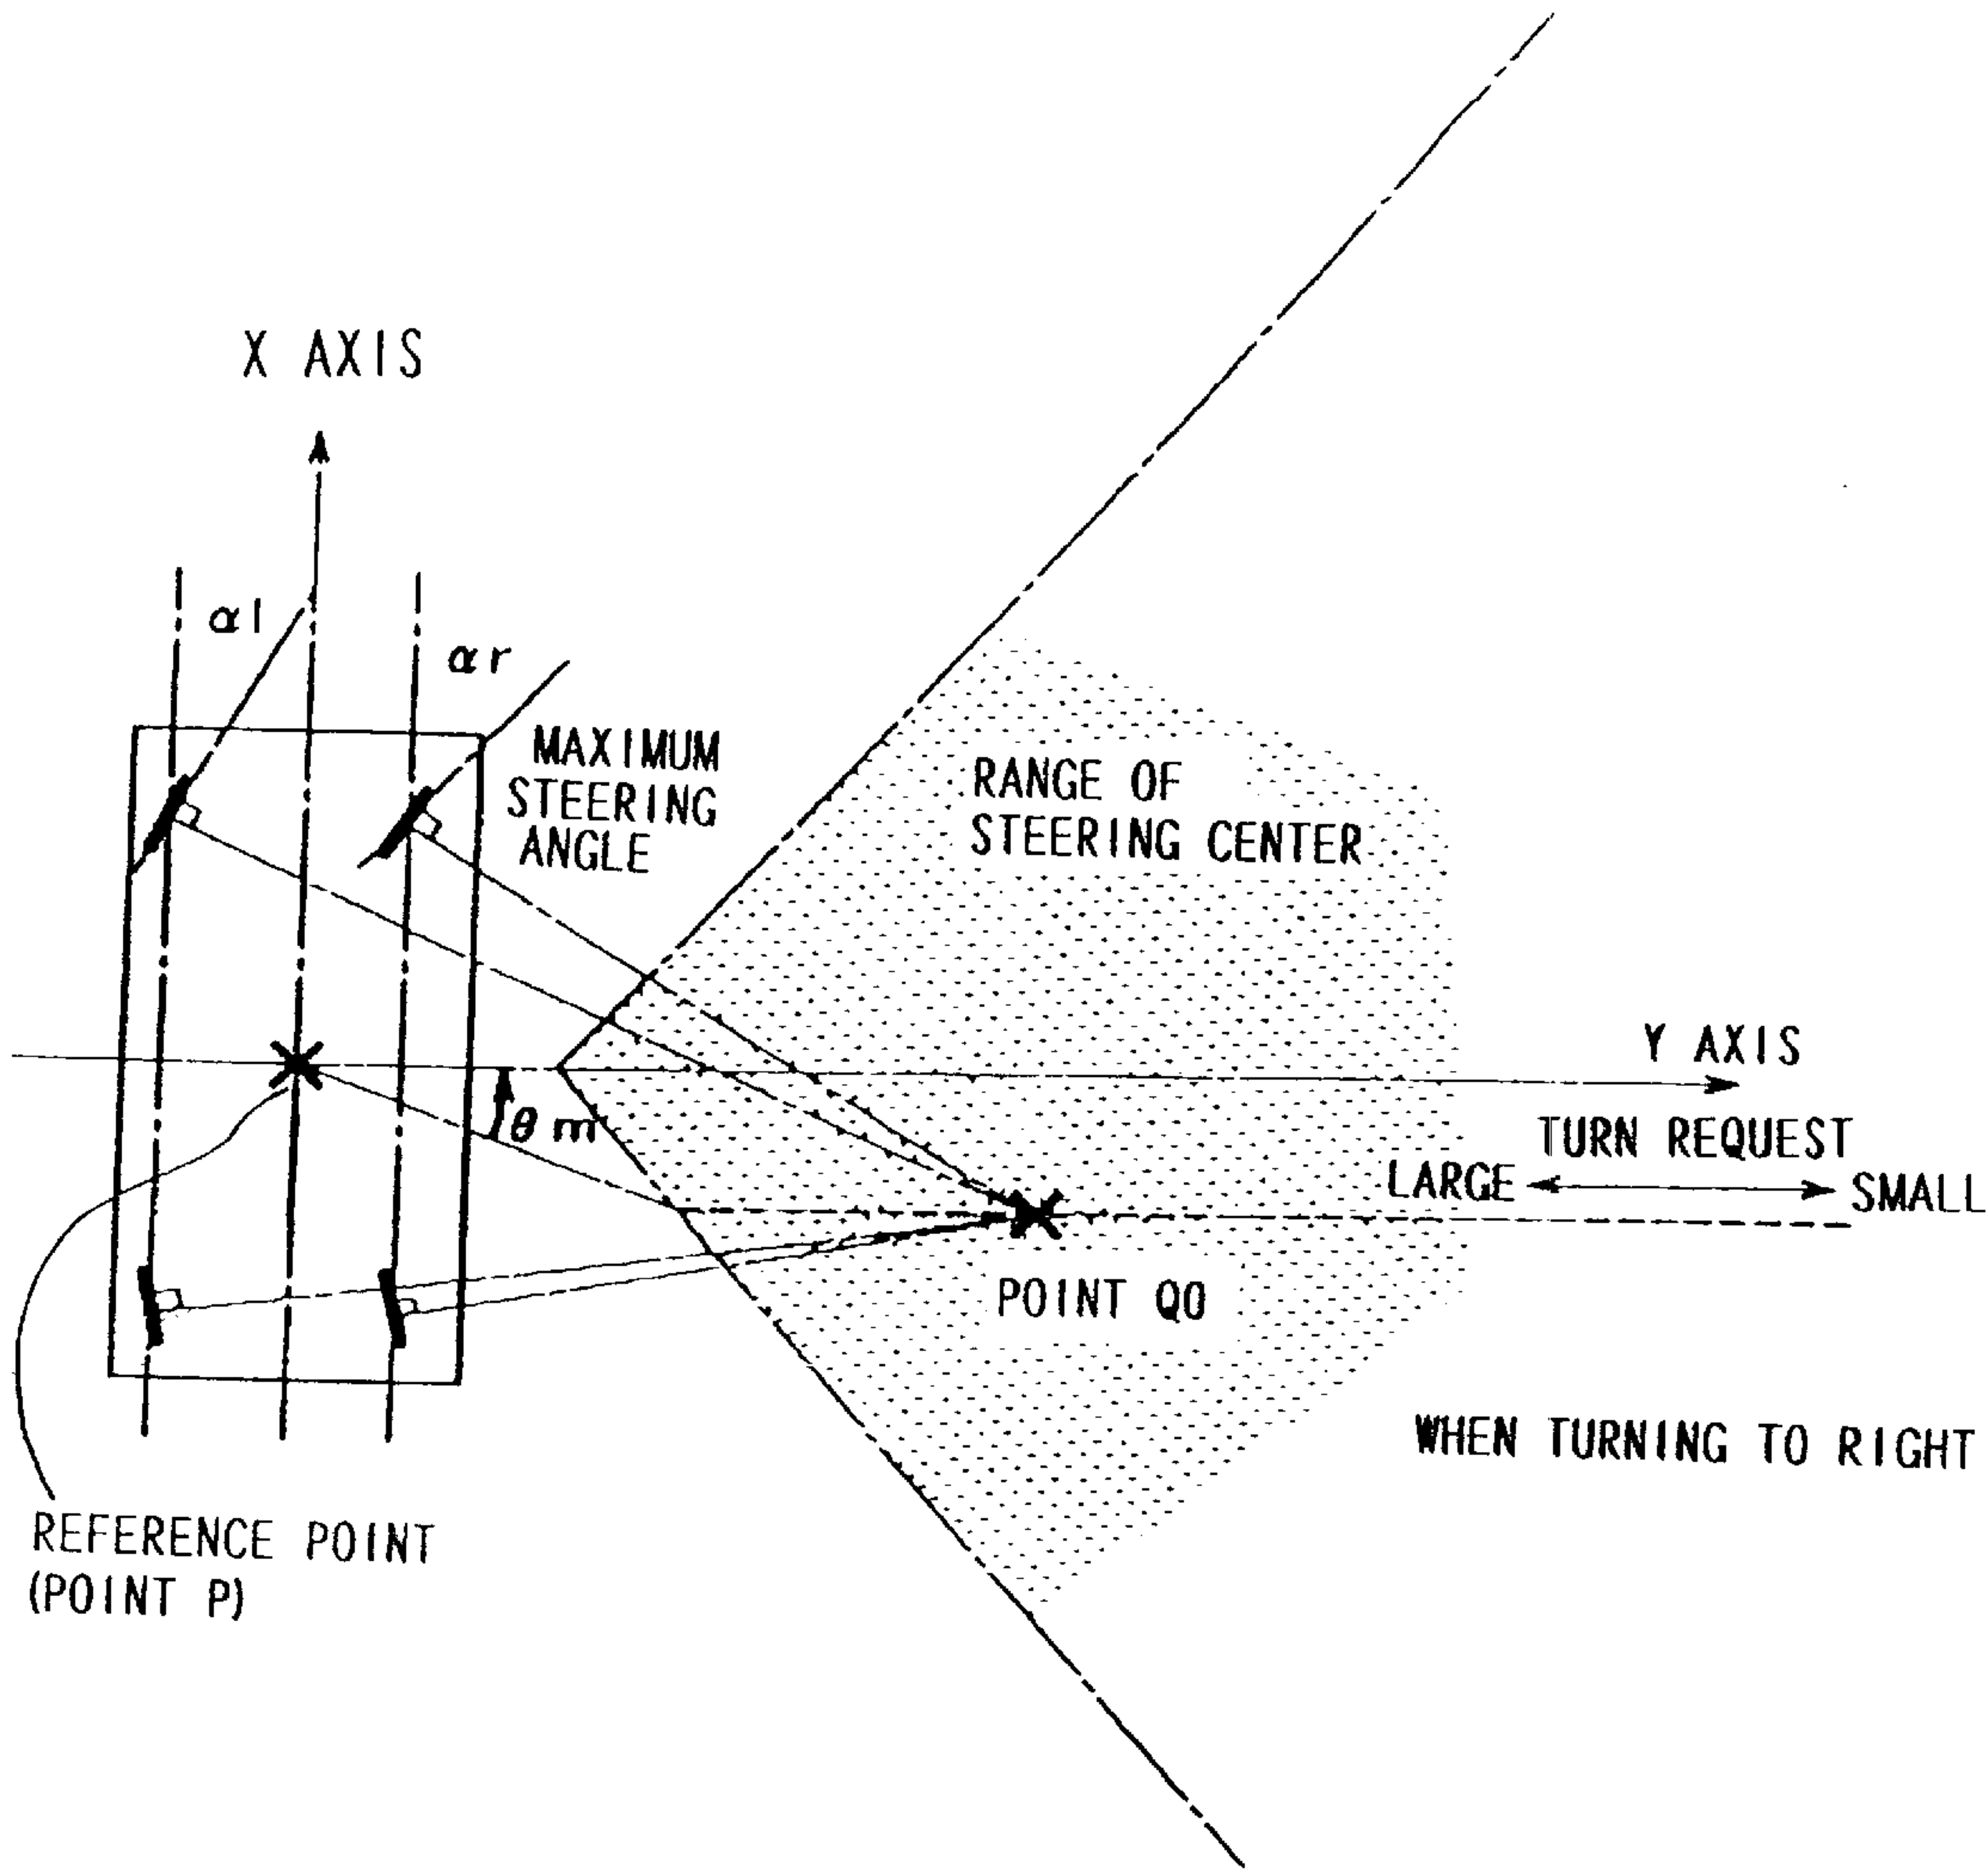 X AXIS
αl
αr
MAXIMUM
STEERING
ANGLE
RANGE OF
STEERING CENTER
Y AXIS
θm
TURN REQUEST
LARGE
SMALL
POINT Q0
WHEN TURNING TO RIGHT
REFERENCE POINT
(POINT P)